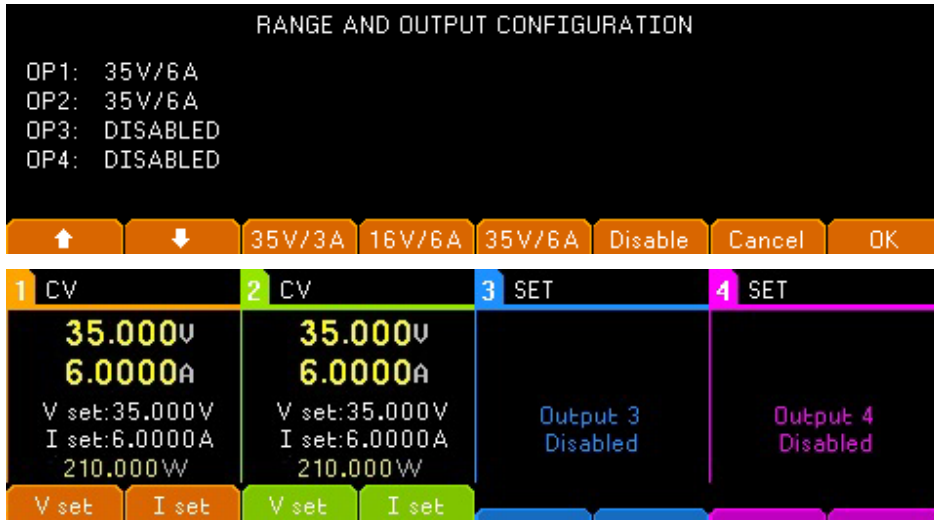 RANGE AND OUTPUT CONFIGURATION
OP1: 35V/6A
OP2: 35V/6A
OP3: DISABLED
OP4: DISABLED
35V/3A 16V/6A 35V/6A Disable Cancel OK
1 CV 2 CV 3 SET 4 SET
35.000V 35.000V
6.0000A 6.0000A
V set:35.000V V set:35.000V Output 3 Output 4
I set:6.0000A I set:6.0000A Disabled Disabled
210.000W 210.000W
V set I set V set I set